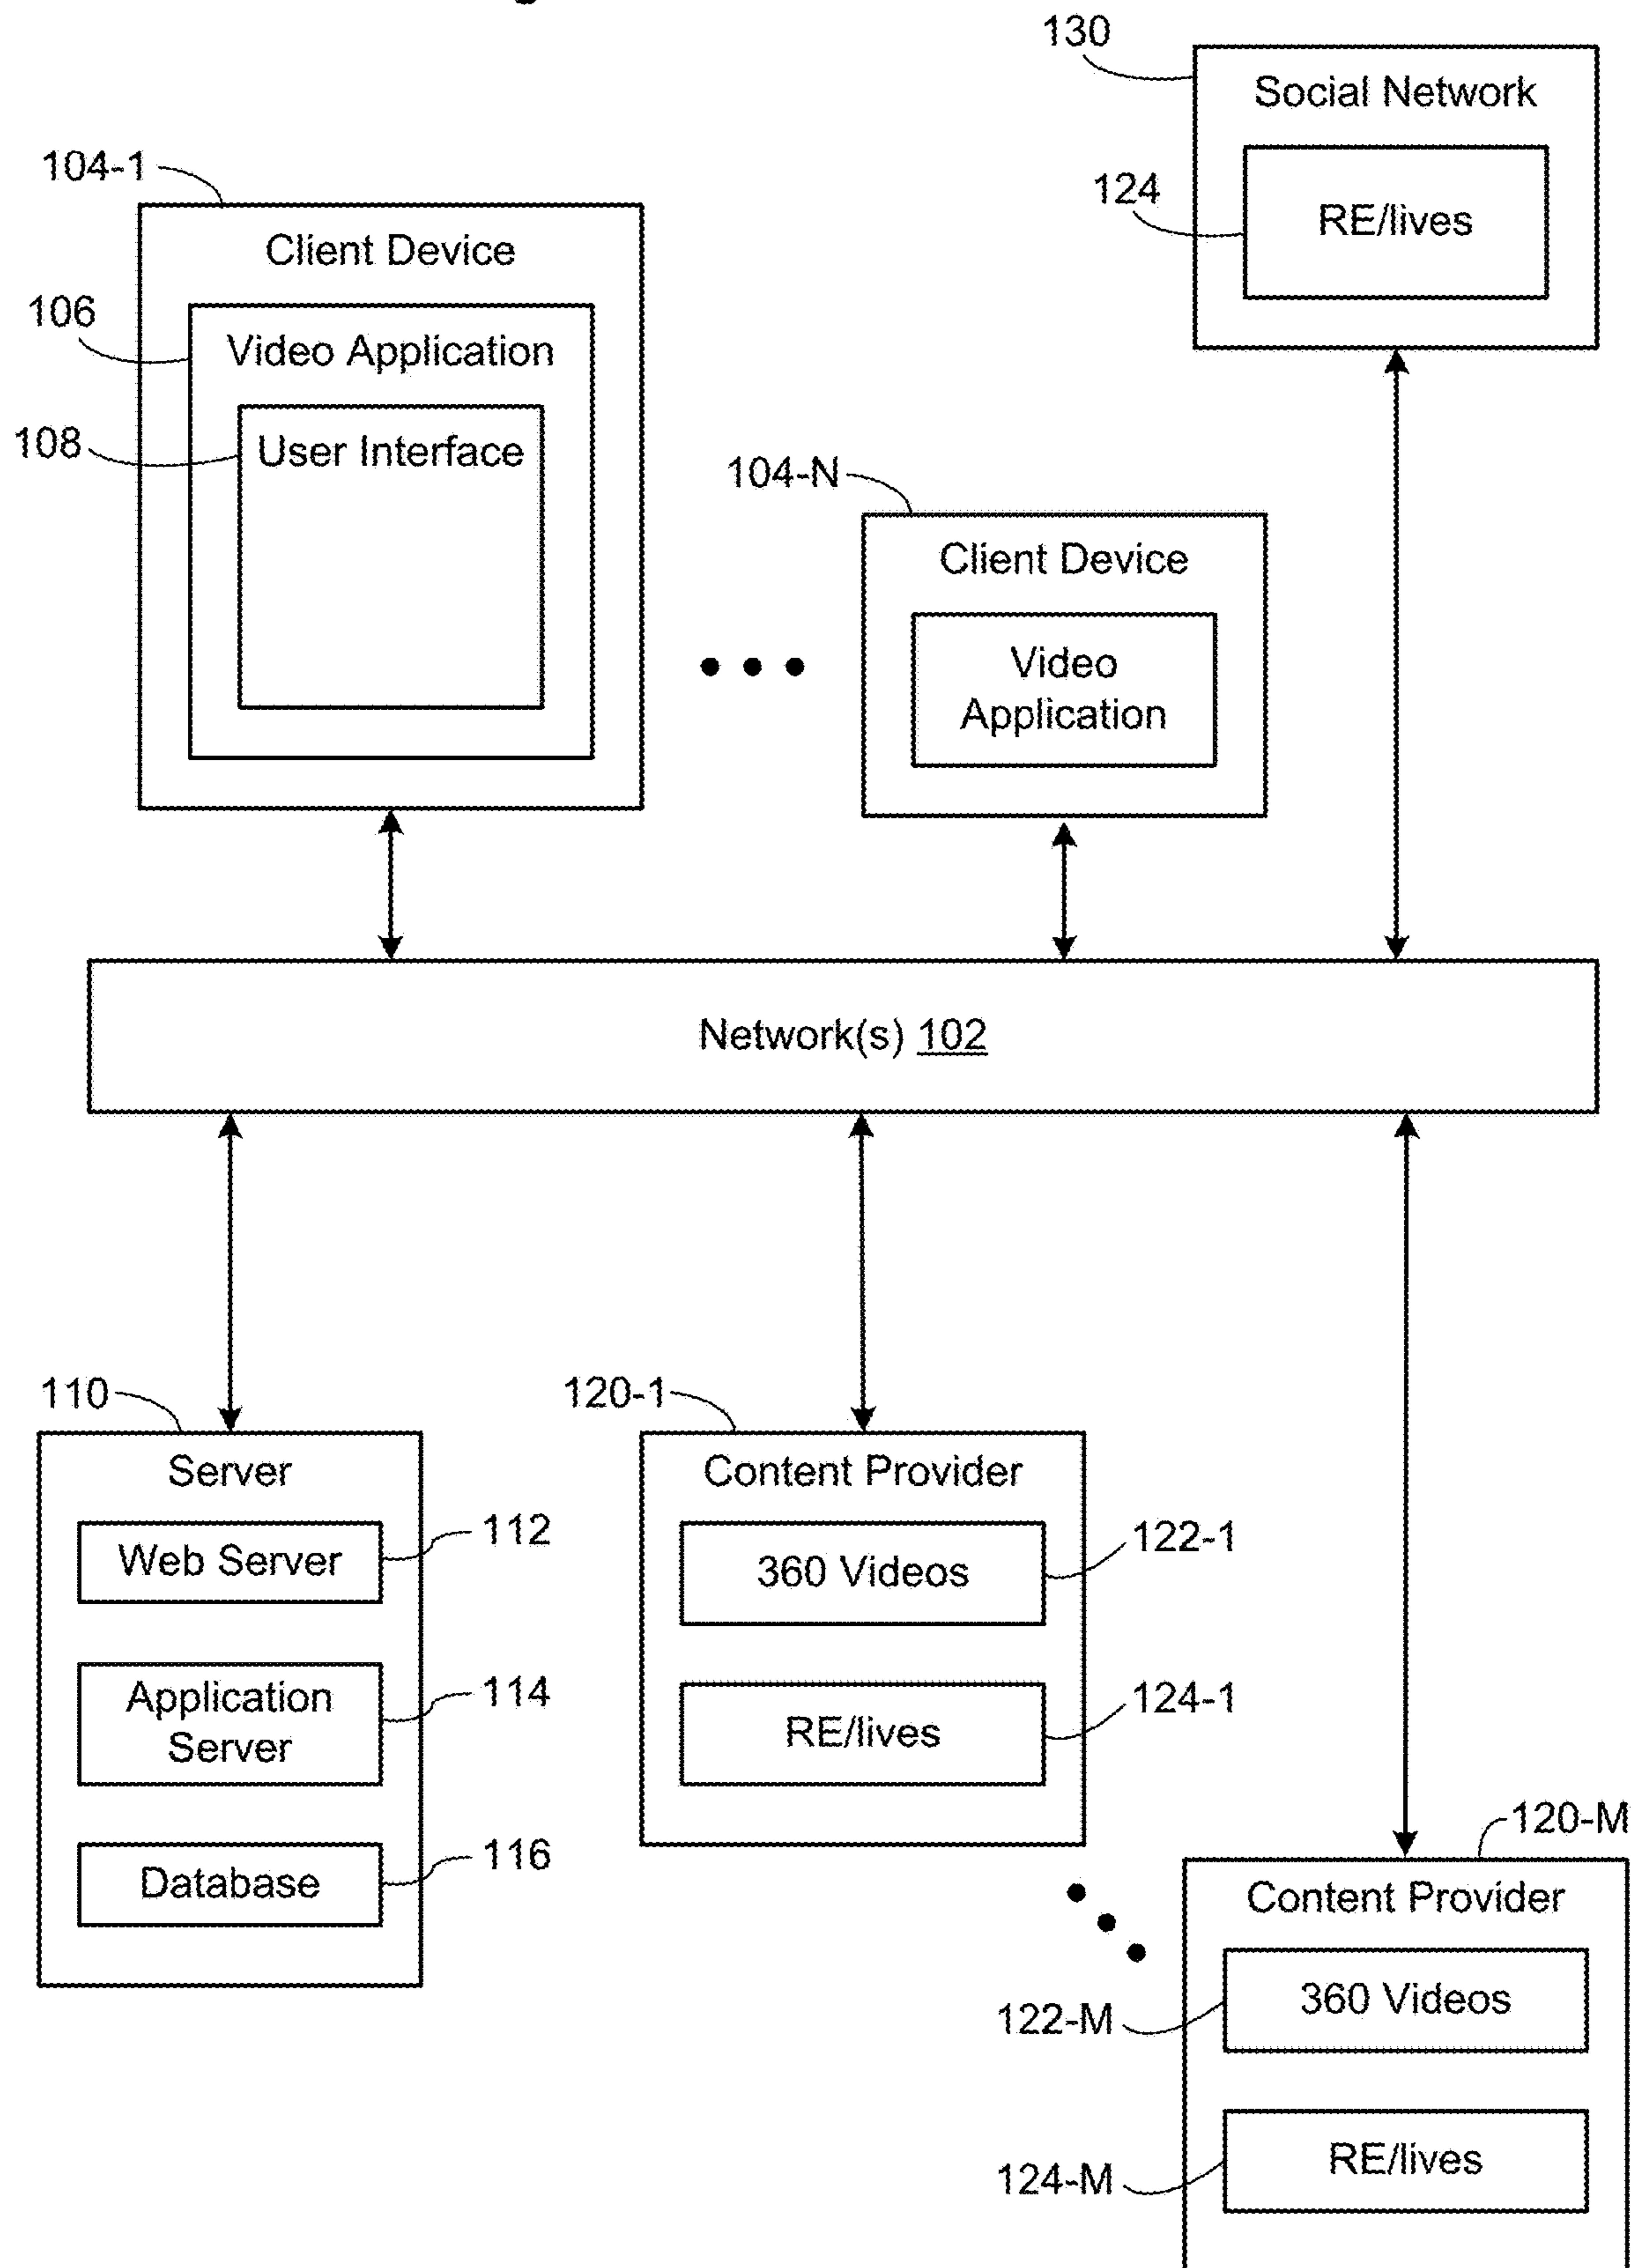 130
Social Network
124
RE/lives
104-1
Client Device
106
Video Application
108
User Interface
104-N
Client Device
Video
Application
Network(s) 102
110
Server
Web Server
112
Application
Server
114
Database
116
120-1
Content Provider
360 Videos
122-1
RE/lives
124-1
120-M
Content Provider
360 Videos
122-M
RE/lives
124-M